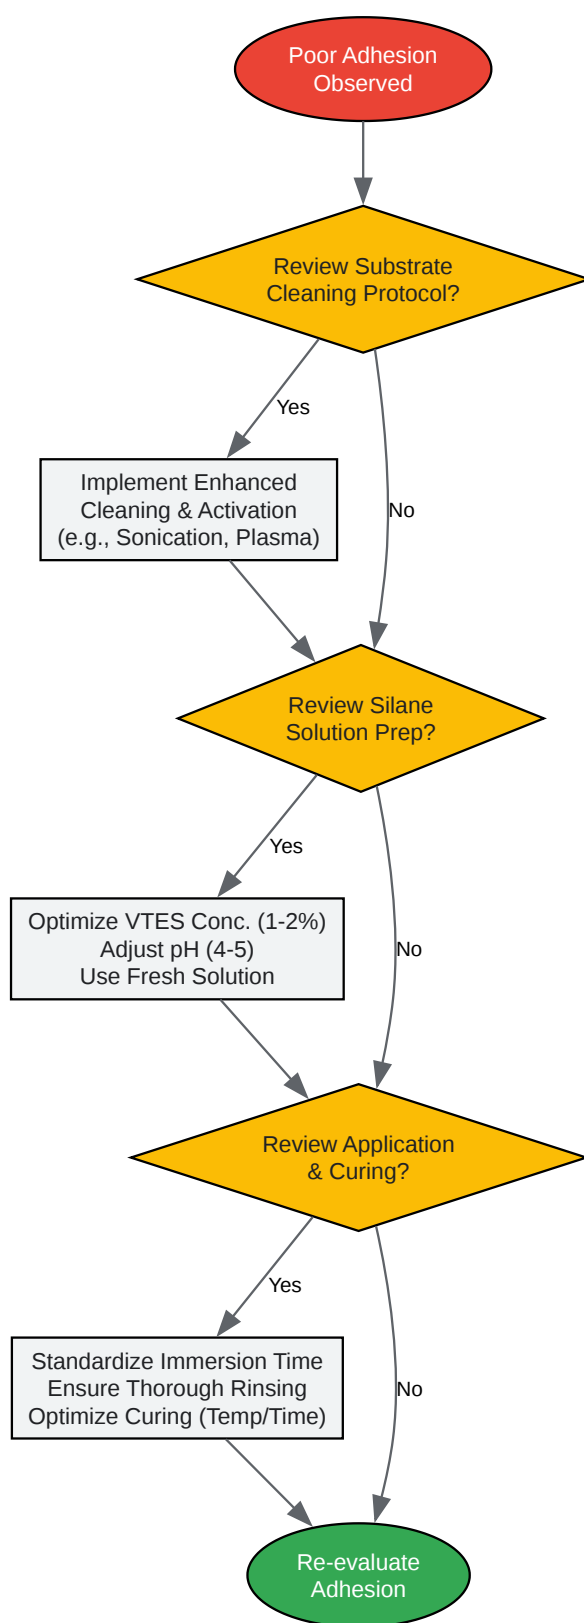 Poor Adhesion
Observed
Review Substrate
Cleaning Protocol?
Yes
Implement Enhanced
Cleaning & Activation
(e.g., Sonication, Plasma)
No
Review Silane
Solution Prep?
Yes
Optimize VTES Conc. (1-2%)
Adjust pH (4-5)
Use Fresh Solution
No
Review Application
& Curing?
Yes
Standardize Immersion Time
Ensure Thorough Rinsing
Optimize Curing (Temp/Time)
No
Re-evaluate
Adhesion